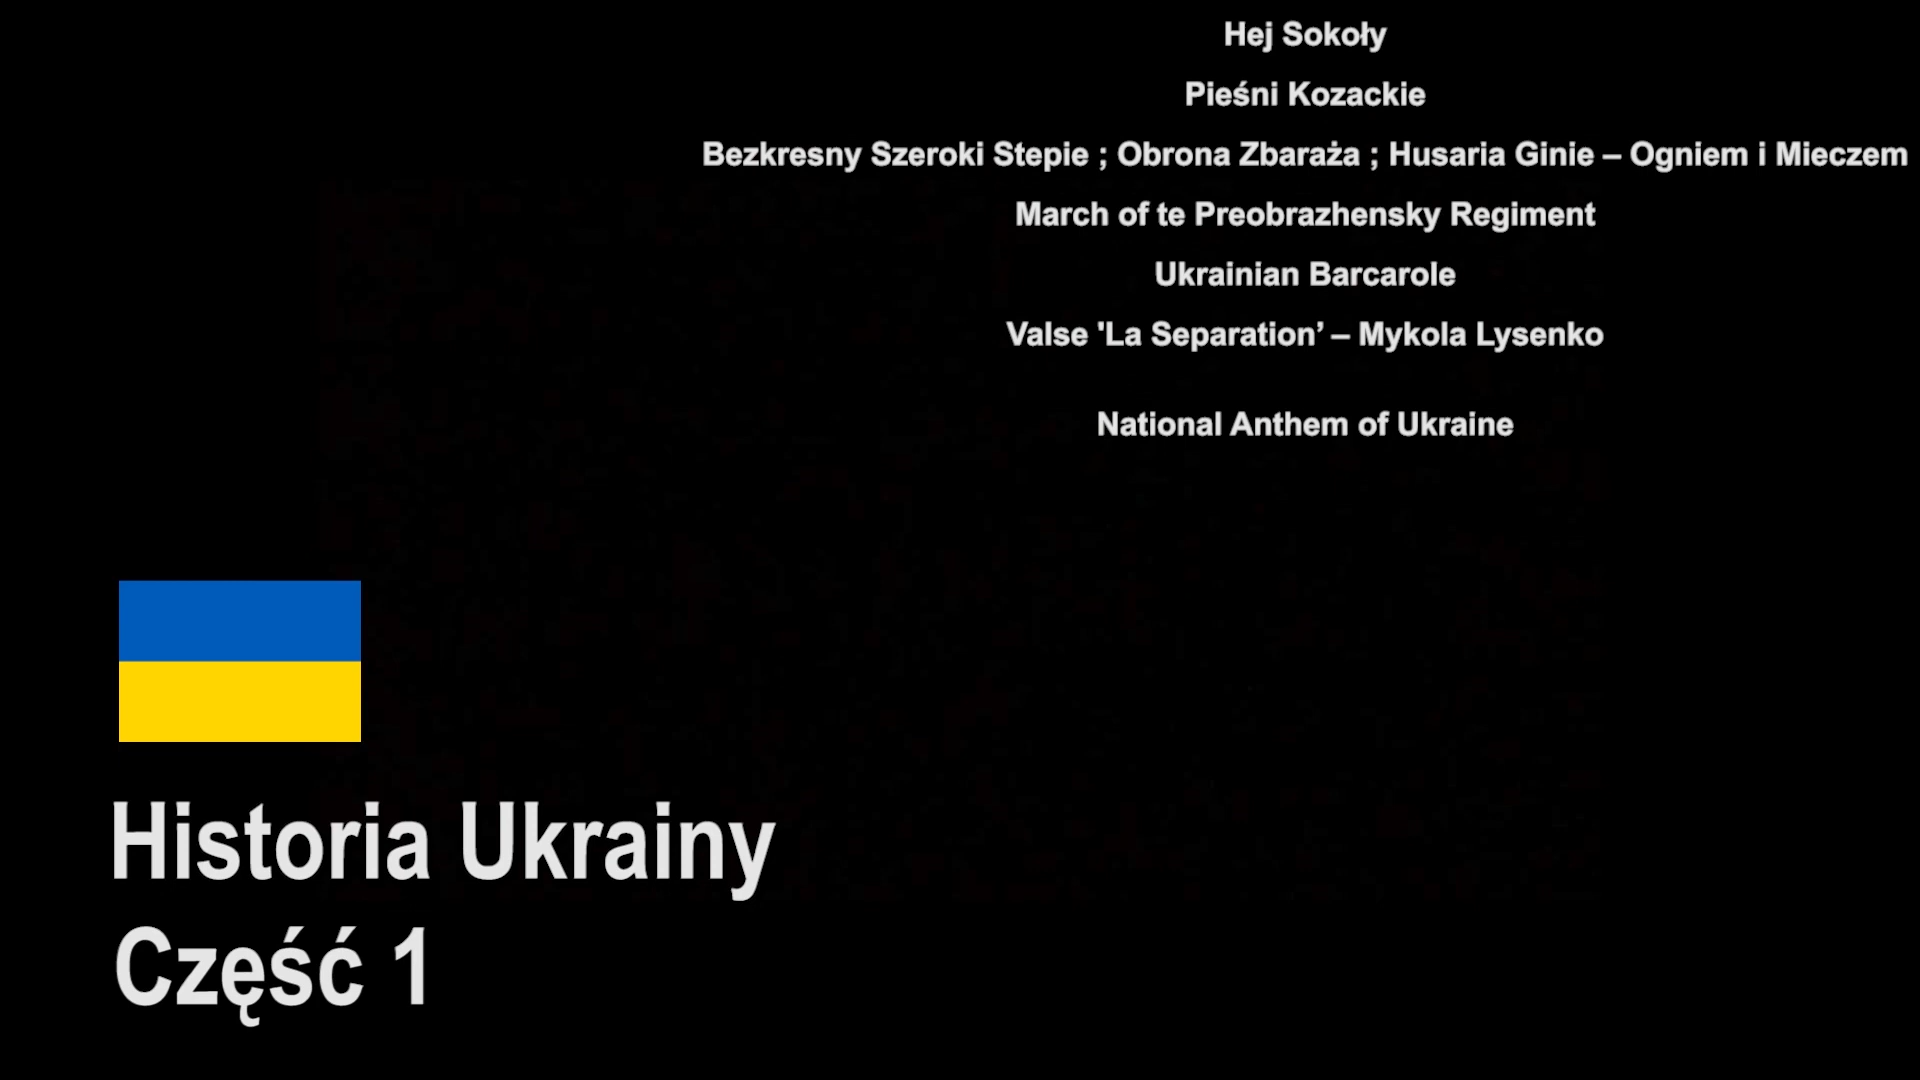 Hej Sokoły
Pieśni Kozackie
Bezkresny Szeroki Stepie ; Obrona Zbaraża ; Husaria Ginie – Ogniem i Mieczem
March of te Preobrazhensky Regiment
Ukrainian Barcarole
Valse 'La Separation’ – Mykola Lysenko
National Anthem of Ukraine
Historia Ukrainy
Część 1